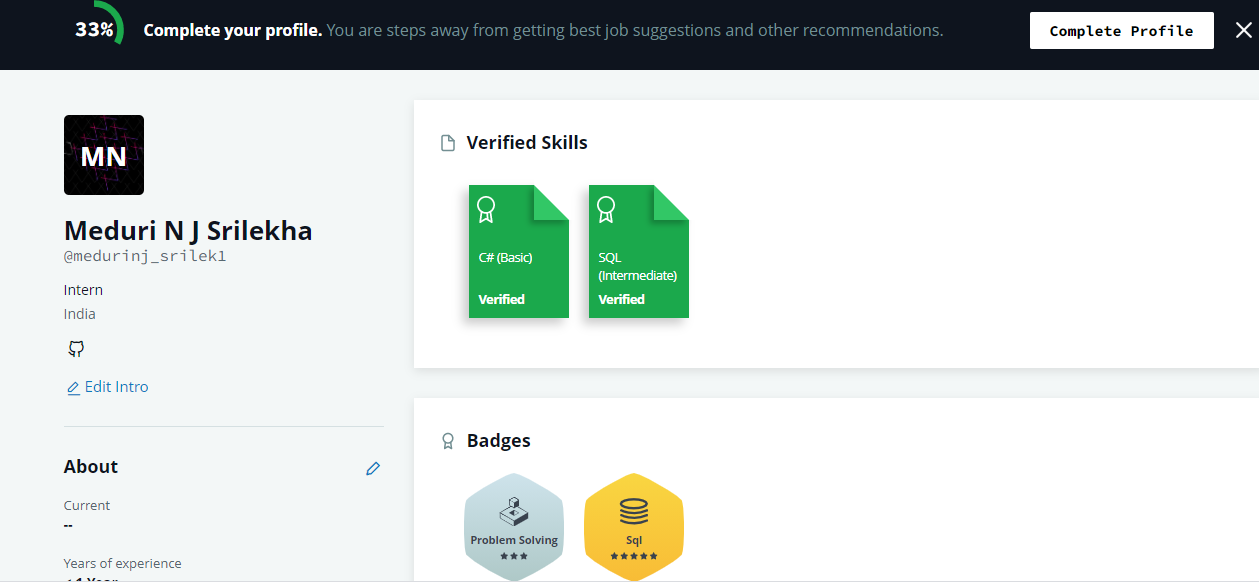 33%
Complete your profile. You are steps away from getting best job suggestions and other recommendations.
Complete Profile
MN
Meduri N J Srilekha
@medurinj_srilek1
Intern
India
Edit Intro
About
Current
--
Years of experience
Verified Skills
C# (Basic)
Verified
SQL
(Intermediate)
Verified
Badges
Problem Solving
Sql